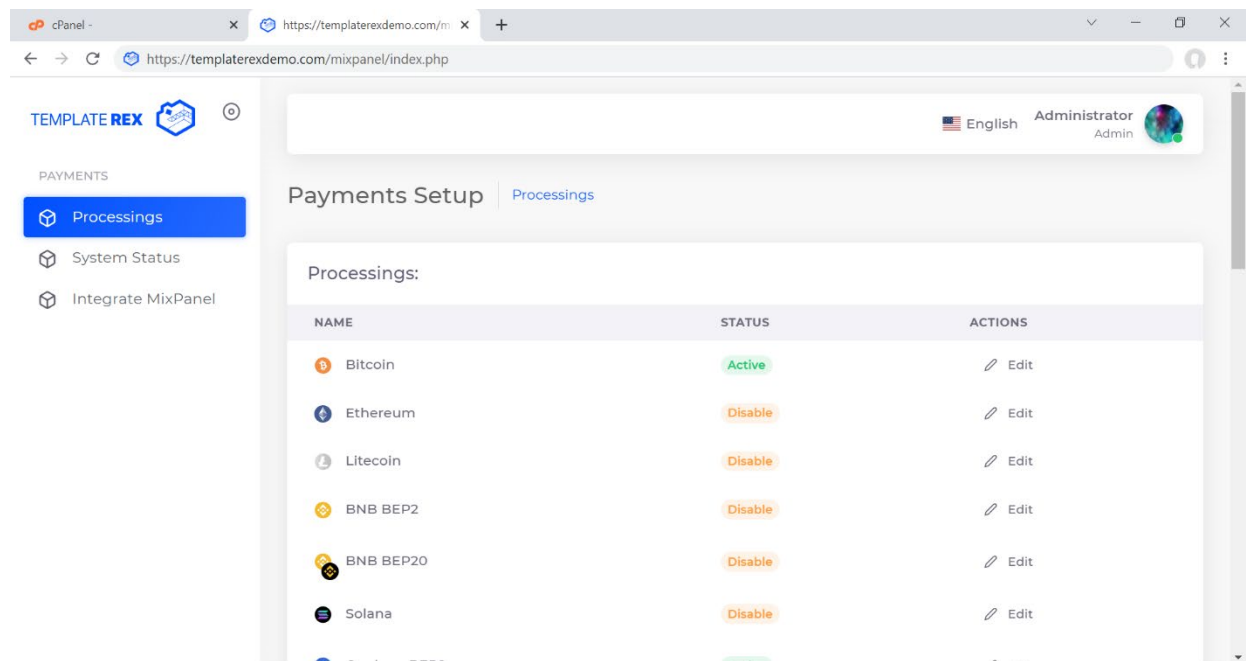 cPanel -
https://templaterexdemo.com/m
https://templaterexdemo.com/mixpanel/index.php
TEMPLATE REX
English
Administrator
Admin
PAYMENTS
Processings
System Status
Integrate MixPanel
Payments Setup
Processings
Processings:
NAME STATUS ACTIONS
Bitcoin Active Edit
Ethereum Disable Edit
Litecoin Disable Edit
BNB BEP2 Disable Edit
BNB BEP20 Disable Edit
Solana Disable Edit